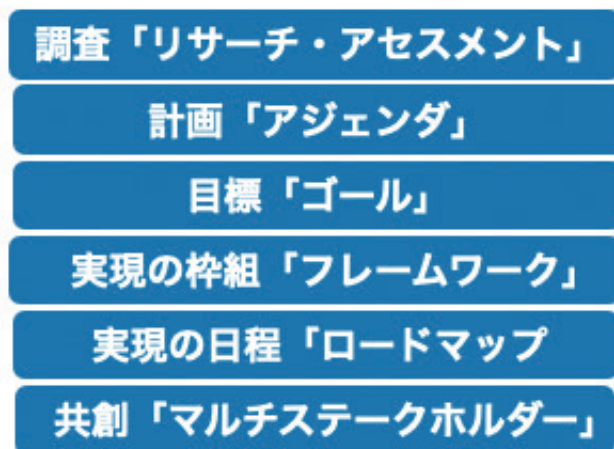 調査「リサーチ・アセスメント」
計画「アジェンダ」
目標「ゴール」
実現の枠組「フレームワーク」
実現の日程「ロードマップ
共創「マルチステークホルダー」